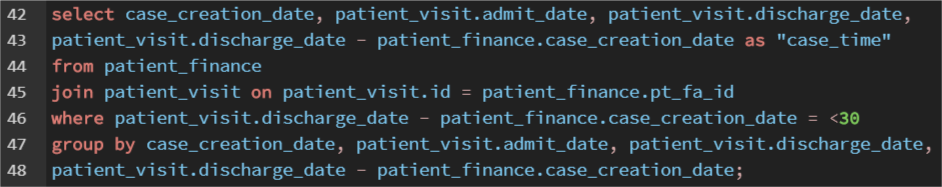 42 select case_creation_date, patient_visit.admit_date, patient_visit.discharge_date,
43 patient_visit.discharge_date - patient_finance.case_creation_date as "case_time"
44 from patient_finance
45 join patient_visit on patient_visit.id = patient_finance.pt_fa_id
46 where patient_visit.discharge_date - patient_finance.case_creation_date = <30
47 group by case_creation_date, patient_visit.admit_date, patient_visit.discharge_date,
48 patient_visit.discharge_date - patient_finance.case_creation_date;